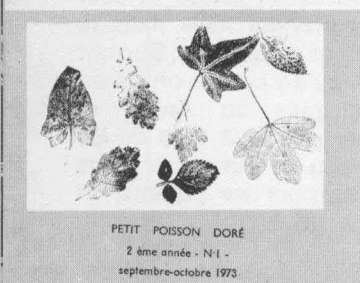 PETIT POISSON DORÉ
2 ème année - N°1 -
septembre-octobre 1973